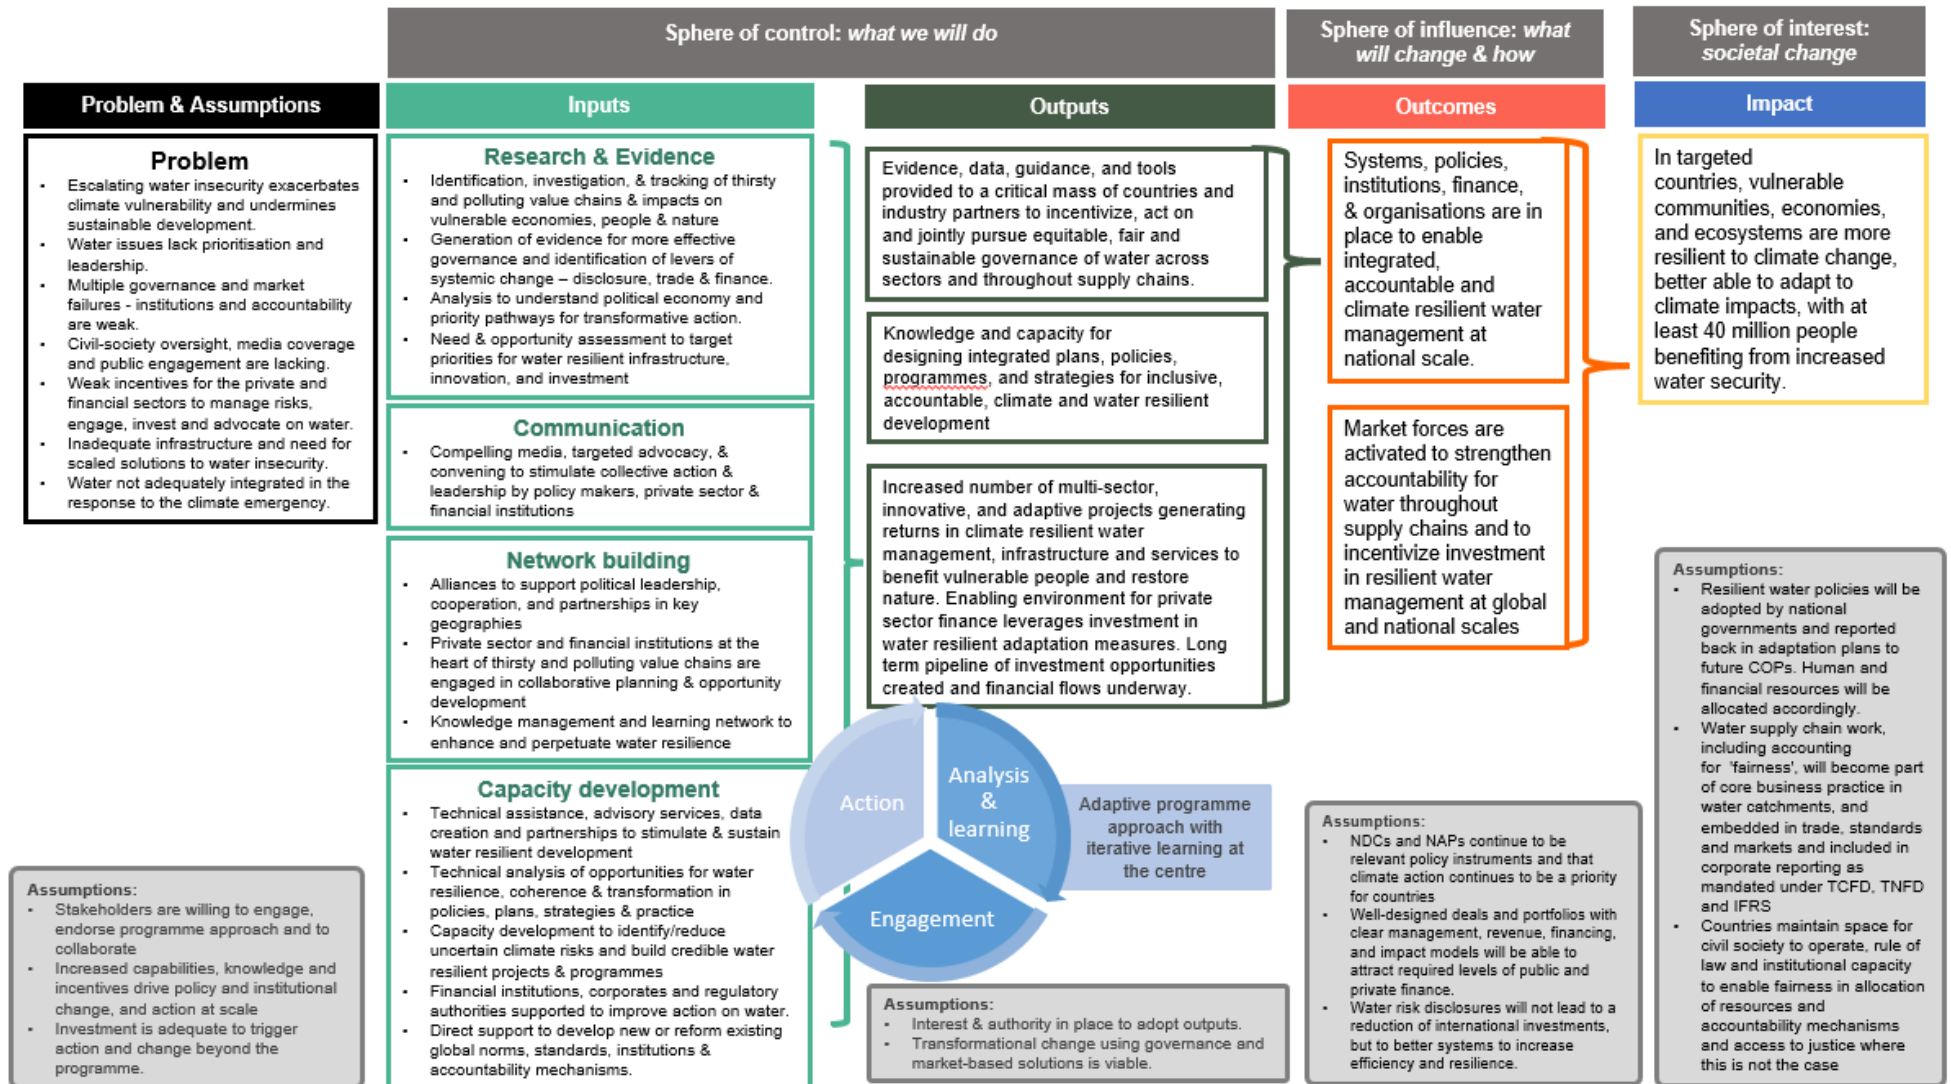 Sphere of control: what we will do
Sphere of influence: what
will change & how
Sphere of interest:
societal change
Problem & Assumptions
Inputs
Outputs
Outcomes
Impact
Problem
• Escalating water insecurity exacerbates
climate vulnerability and undermines
sustainable development.
• Water issues lack prioritisation and
leadership.
• Multiple governance and market
failures - institutions and accountability
are weak.
• Civil-society oversight, media coverage
and public engagement are lacking.
• Weak incentives for the private and
financial sectors to manage risks,
engage, invest and advocate on water.
• Inadequate infrastructure and need for
scaled solutions to water insecurity.
• Water not adequately integrated in the
response to the climate emergency.
Assumptions:
• Stakeholders are willing to engage,
endorse programme approach and to
collaborate
• Increased capabilities, knowledge and
incentives drive policy and institutional
change, and action at scale
• Investment is adequate to trigger
action and change beyond the
programme.
Research & Evidence
• Identification, investigation, & tracking of thirsty
and polluting value chains & impacts on
vulnerable economies, people & nature
• Generation of evidence for more effective
governance and identification of levers of
systemic change – disclosure, trade & finance.
• Analysis to understand political economy and
priority pathways for transformative action.
• Need & opportunity assessment to target
priorities for water resilient infrastructure,
innovation, and investment
Communication
• Compelling media, targeted advocacy, &
convening to stimulate collective action &
leadership by policy makers, private sector &
financial institutions
Network building
• Alliances to support political leadership,
cooperation, and partnerships in key
geographies
• Private sector and financial institutions at the
heart of thirsty and polluting value chains are
engaged in collaborative planning & opportunity
development
• Knowledge management and learning network to
enhance and perpetuate water resilience
Capacity development
• Technical assistance, advisory services, data
creation and partnerships to stimulate & sustain
water resilient development
• Technical analysis of opportunities for water
resilience, coherence & transformation in
policies, plans, strategies & practice
• Capacity development to identify/reduce
uncertain climate risks and build credible water
resilient projects & programmes
• Financial institutions, corporates and regulatory
authorities supported to improve action on water.
• Direct support to develop new or reform existing
global norms, standards, institutions &
accountability mechanisms.
Evidence, data, guidance, and tools
provided to a critical mass of countries and
industry partners to incentivize, act on
and jointly pursue equitable, fair and
sustainable governance of water across
sectors and throughout supply chains.
Knowledge and capacity for
designing integrated plans, policies,
programmes, and strategies for inclusive,
accountable, climate and water resilient
development
Increased number of multi-sector,
innovative, and adaptive projects generating
returns in climate resilient water
management, infrastructure and services to
benefit vulnerable people and restore
nature. Enabling environment for private
sector finance leverages investment in
water resilient adaptation measures. Long
term pipeline of investment opportunities
created and financial flows underway.
Action
Analysis
&
learning
Engagement
Adaptive programme
approach with
iterative learning at
the centre
Assumptions:
• Interest & authority in place to adopt outputs.
• Transformational change using governance and
market-based solutions is viable.
Systems, policies,
institutions, finance,
& organisations are in
place to enable
integrated,
accountable and
climate resilient water
management at
national scale.
Market forces are
activated to strengthen
accountability for
water throughout
supply chains and to
incentivize investment
in resilient water
management at global
and national scales
Assumptions:
• NDCs and NAPs continue to be
relevant policy instruments and that
climate action continues to be a priority
for countries
• Well-designed deals and portfolios with
clear management, revenue, financing,
and impact models will be able to
attract required levels of public and
private finance.
• Water risk disclosures will not lead to a
reduction of international investments,
but to better systems to increase
efficiency and resilience.
In targeted
countries, vulnerable
communities, economies,
and ecosystems are more
resilient to climate change,
better able to adapt to
climate impacts, with at
least 40 million people
benefiting from increased
water security.
Assumptions:
• Resilient water policies will be
adopted by national
governments and reported
back in adaptation plans to
future COPs. Human and
financial resources will be
allocated accordingly.
• Water supply chain work,
including accounting
for 'fairness', will become part
of core business practice in
water catchments, and
embedded in trade, standards
and markets and included in
corporate reporting as
mandated under TCFD, TNFD
and IFRS
• Countries maintain space for
civil society to operate, rule of
law and institutional capacity
to enable fairness in allocation
of resources and
accountability mechanisms
and access to justice where
this is not the case